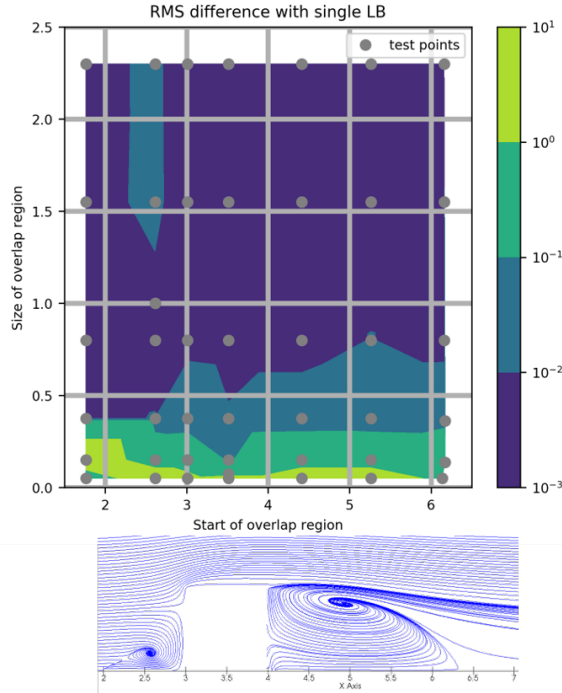 RMS difference with single LB
test points
Size of overlap region
2.5
2.0
1.5
1.0
0.5
0.0
2 3 4 5 6
Start of overlap region
10¹
10⁰
10⁻¹
10⁻²
10⁻³
2 2.5 3 3.5 4 4.5 5 5.5 6 6.5 7
X Axis